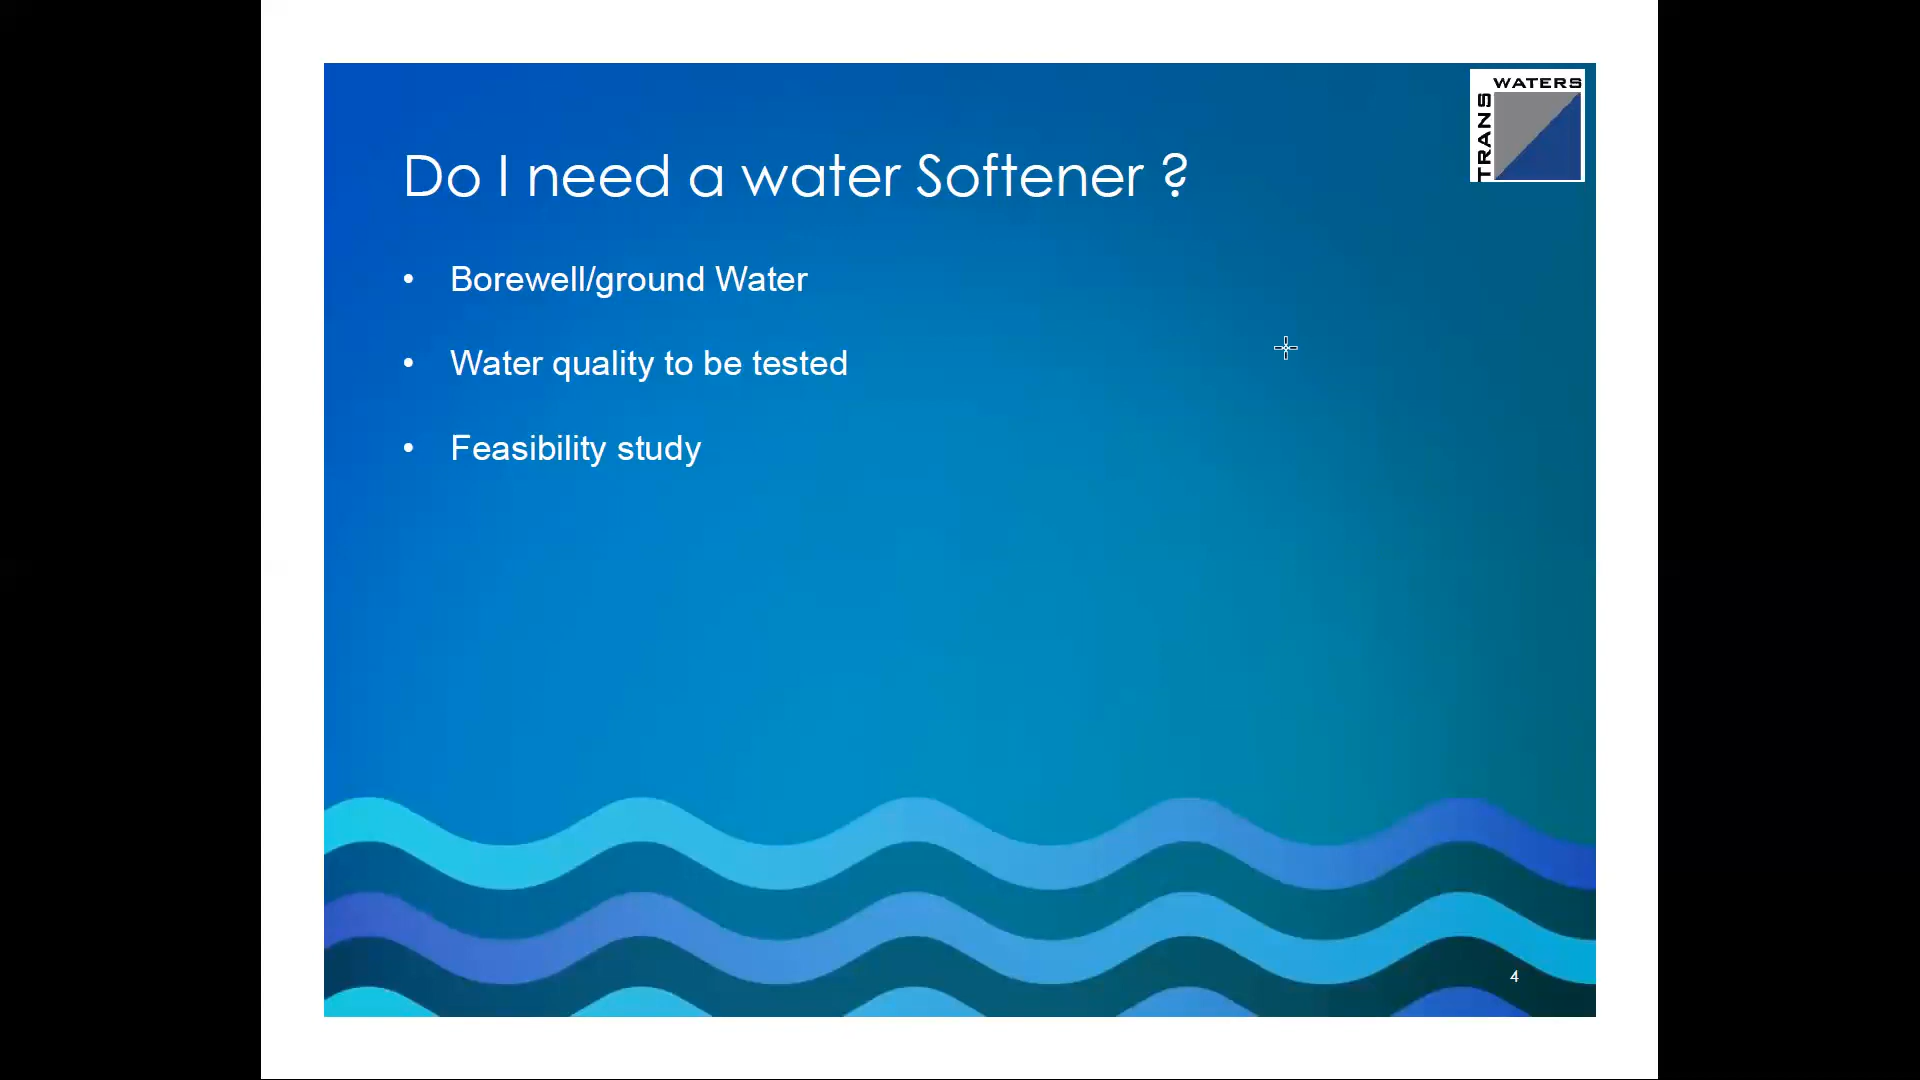 WATERS
TRANS
Do I need a water Softener ?
• Borewell/ground Water
• Water quality to be tested
• Feasibility study
4